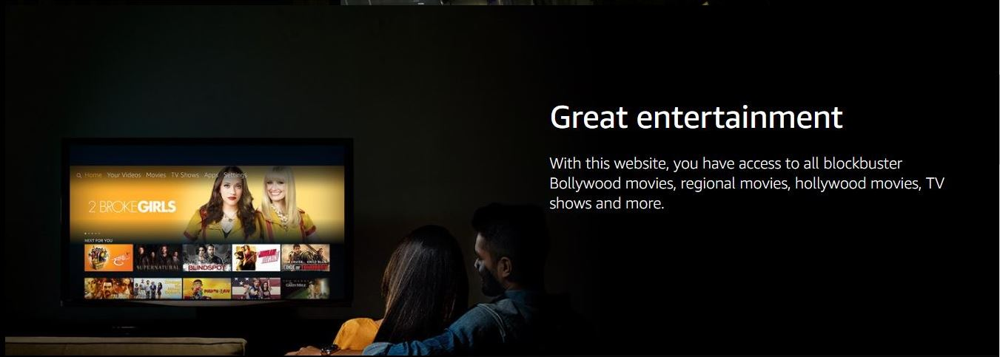 Great entertainment
With this website, you have access to all blockbuster
Bollywood movies, regional movies, hollywood movies, TV
shows and more.
Home Your Videos Movies TV Shows Apps Settings
2 BROKE GIRLS
NEXT FOR YOU
SUPERNATURAL
BLINDSPOT
EDGE OF TOMORROW